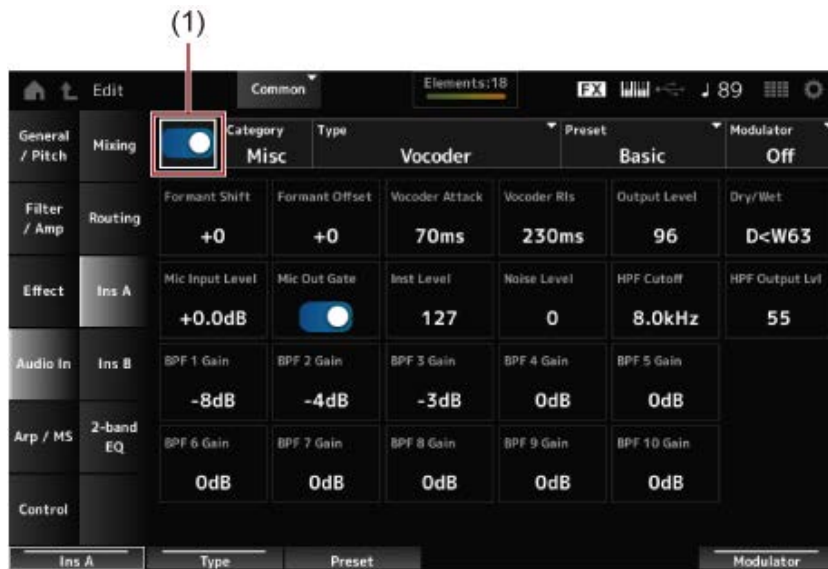 (1)
Edit
Common
Elements:18
FX
♩ 89
General / Pitch
Filter / Amp
Effect
Audio In
Arp / MS
Control
Mixing
Routing
Ins A
Ins B
2-band EQ
Category
Misc
Type
Vocoder
Preset
Basic
Modulator
Off
Formant Shift
+0
Formant Offset
+0
Vocoder Attack
70ms
Vocoder Rls
230ms
Output Level
96
Dry/Wet
D<W63
Mic Input Level
+0.0dB
Mic Out Gate
Inst Level
127
Noise Level
0
HPF Cutoff
8.0kHz
HPF Output Lvl
55
BPF 1 Gain
-8dB
BPF 2 Gain
-4dB
BPF 3 Gain
-3dB
BPF 4 Gain
0dB
BPF 5 Gain
0dB
BPF 6 Gain
0dB
BPF 7 Gain
0dB
BPF 8 Gain
0dB
BPF 9 Gain
0dB
BPF 10 Gain
0dB
Ins A
Type
Preset
Modulator